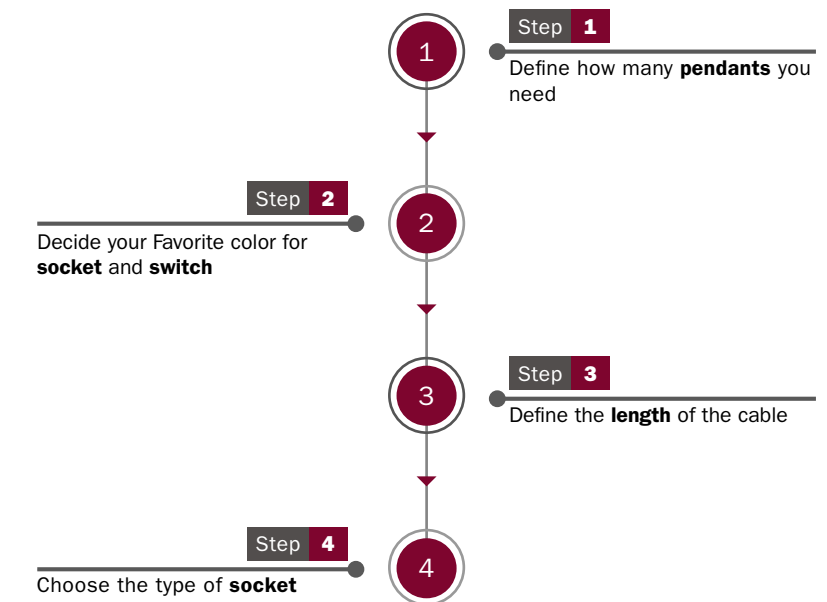 1
Step 1
Define how many pendants you
need
Step 2
2
Decide your Favorite color for
socket and switch
3
Step 3
Define the length of the cable
Step 4
4
Choose the type of socket